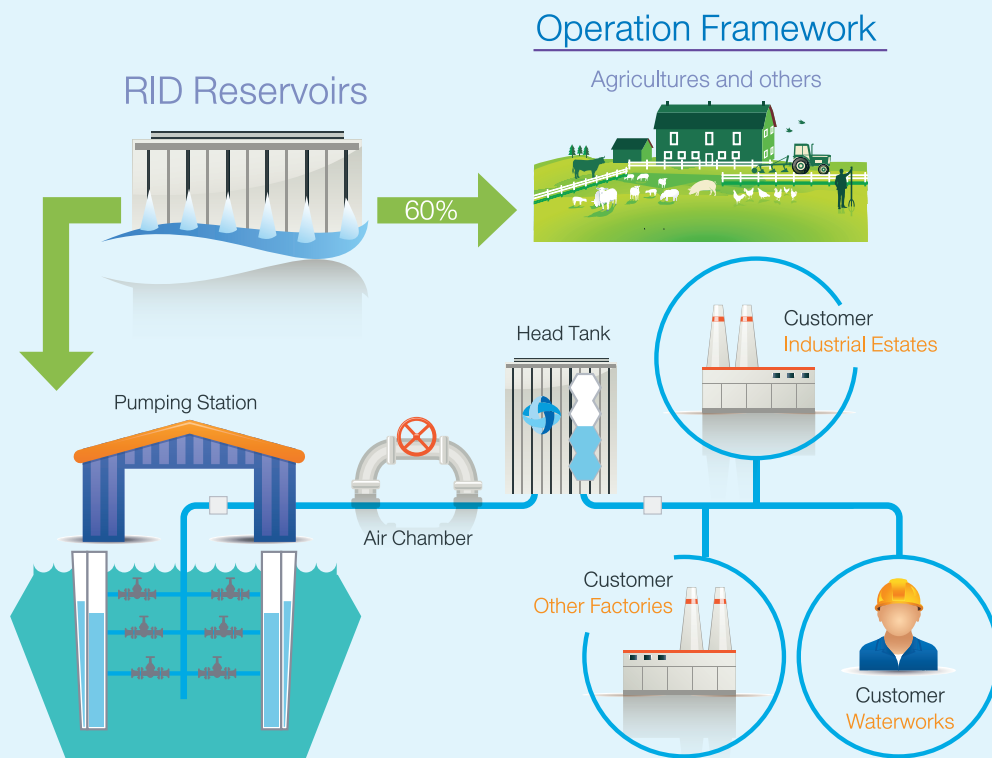 Operation Framework
RID Reservoirs
Agricultures and others
60%
Head Tank
Customer
Industrial Estates
Pumping Station
Air Chamber
Customer
Other Factories
Customer
Waterworks